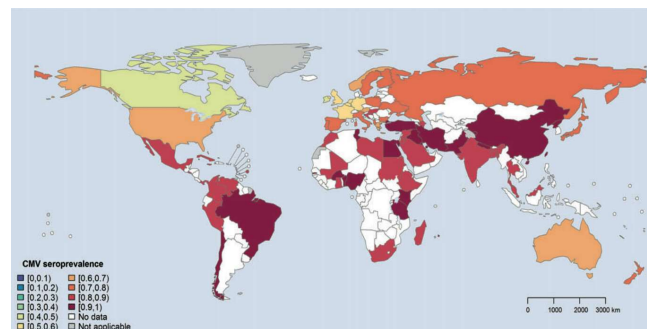 CMV seroprevalence
[0,0.1)
[0.1,0.2)
[0.2,0.3)
[0.3,0.4)
[0.4,0.5)
[0.5,0.6)
[0.6,0.7)
[0.7,0.8)
[0.8,0.9)
[0.9,1)
No data
Not applicable
0 1000 2000 3000 km